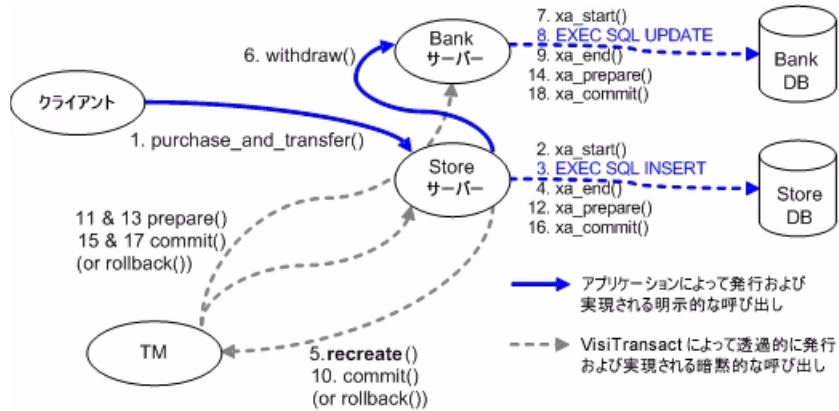 7. xa_start()
8. EXEC SQL UPDATE
9. xa_end()
14. xa_prepare()
18. xa_commit()
6. withdraw()
Bank
サーバー
Bank
DB
クライアント
1. purchase_and_transfer()
2. xa_start()
3. EXEC SQL INSERT
4. xa_end()
12. xa_prepare()
16. xa_commit()
Store
サーバー
Store
DB
11 & 13 prepare()
15 & 17 commit()
(or rollback())
アプリケーションによって発行および
実現される明示的な呼び出し
TM
5. recreate()
10. commit()
(or rollback())
VisiTransact によって透過的に発行
および実現される暗黙的な呼び出し